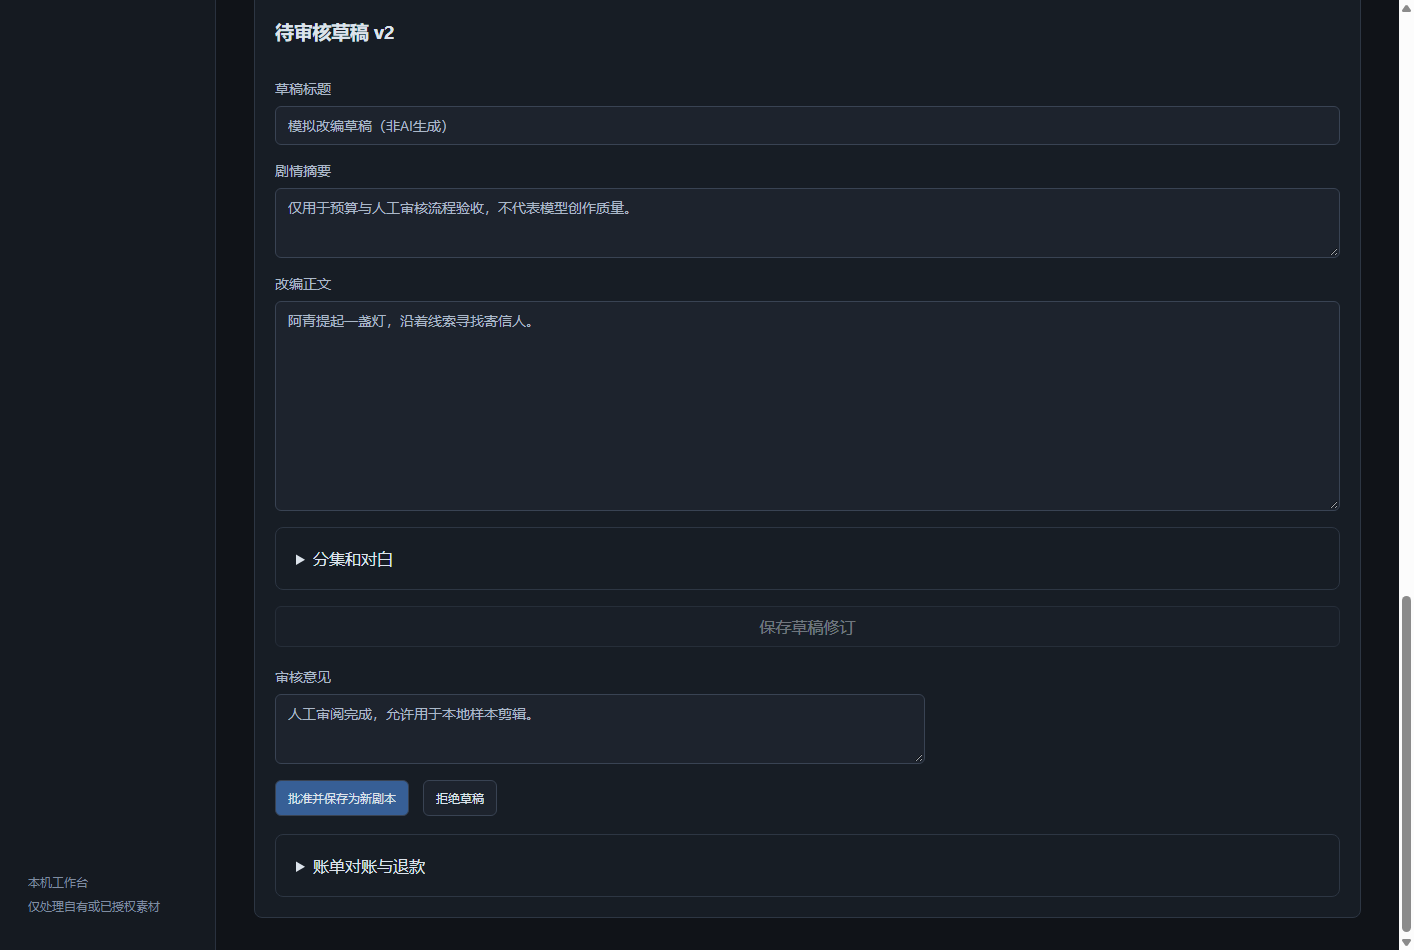 待审核草稿 v2
草稿标题
模拟改编草稿（非AI生成）
剧情摘要
仅用于预算与人工审核流程验收，不代表模型创作质量。
改编正文
阿青提起一盏灯，沿着线索寻找寄信人。
分集和对白
保存草稿修订
审核意见
人工审阅完成，允许用于本地样本剪辑。
批准并保存为新剧本
拒绝草稿
账单对账与退款
本机工作台
仅处理自有或已授权素材